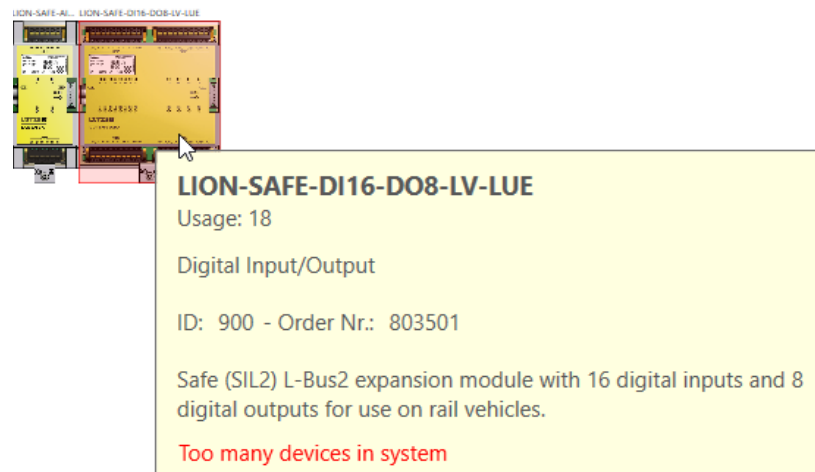 LION-SAFE-AI... LION-SAFE-DI16-DO8-LV-LUE
LION-SAFE-DI16-DO8-LV-LUE
Usage: 18
Digital Input/Output
ID: 900 - Order Nr.: 803501
Safe (SIL2) L-Bus2 expansion module with 16 digital inputs and 8
digital outputs for use on rail vehicles.
Too many devices in system